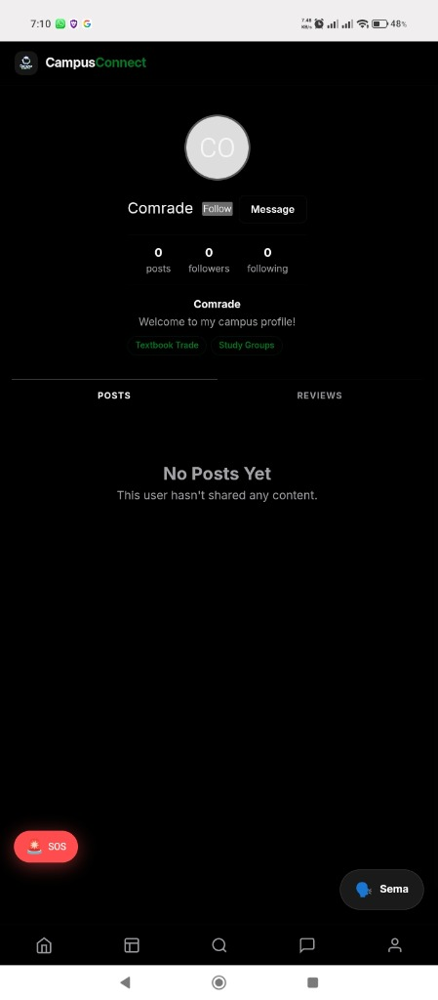 7:10
7.48
KB/s
48%
CampusConnect
CO
Comrade Follow Message
0 0 0
posts followers following
Comrade
Welcome to my campus profile!
Textbook Trade Study Groups
POSTS REVIEWS
No Posts Yet
This user hasn't shared any content.
SOS
Sema